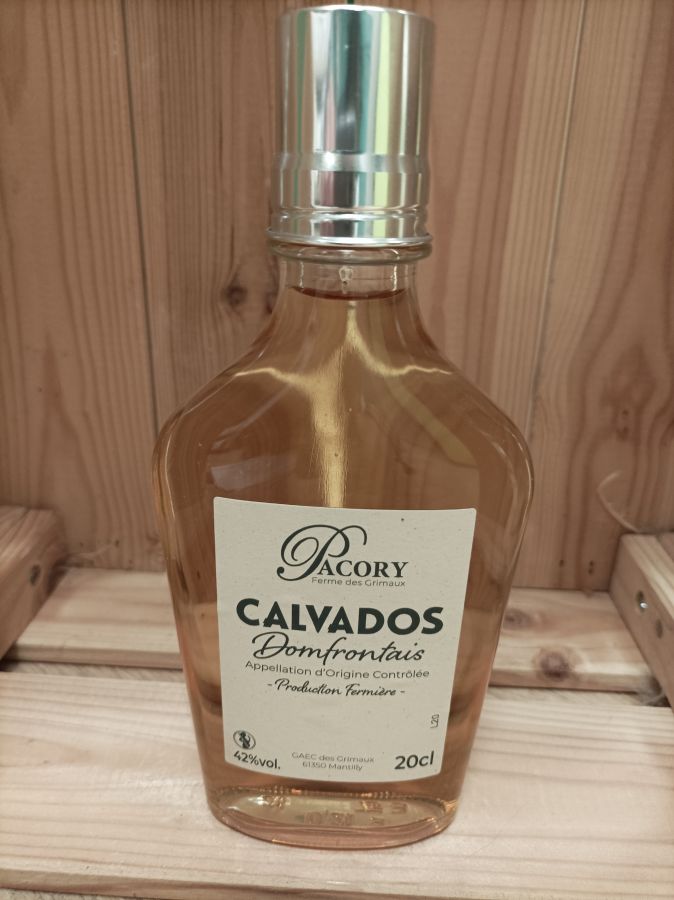 PACORY
Ferme des Grimaux
CALVADOS
Domfrontais
Appellation d'Origine Contrôlée
- Production Fermière -
L20
42%vol.
GAEC des Grimaux
61350 Mantilly
20cl